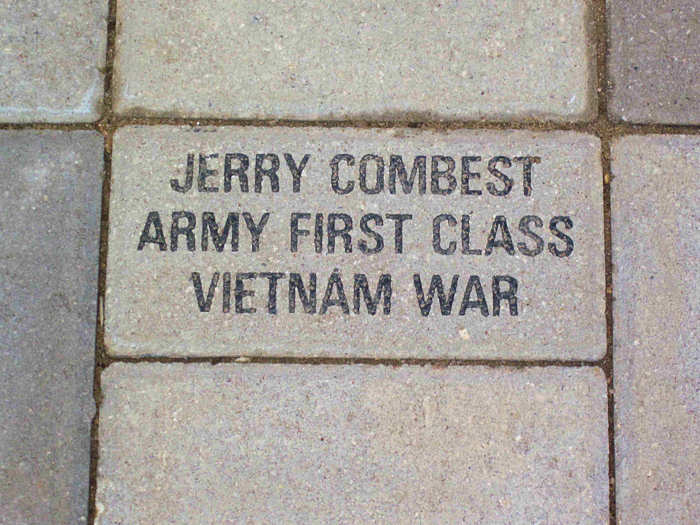 JERRY COMBEST
ARMY FIRST CLASS
VIETNAM WAR